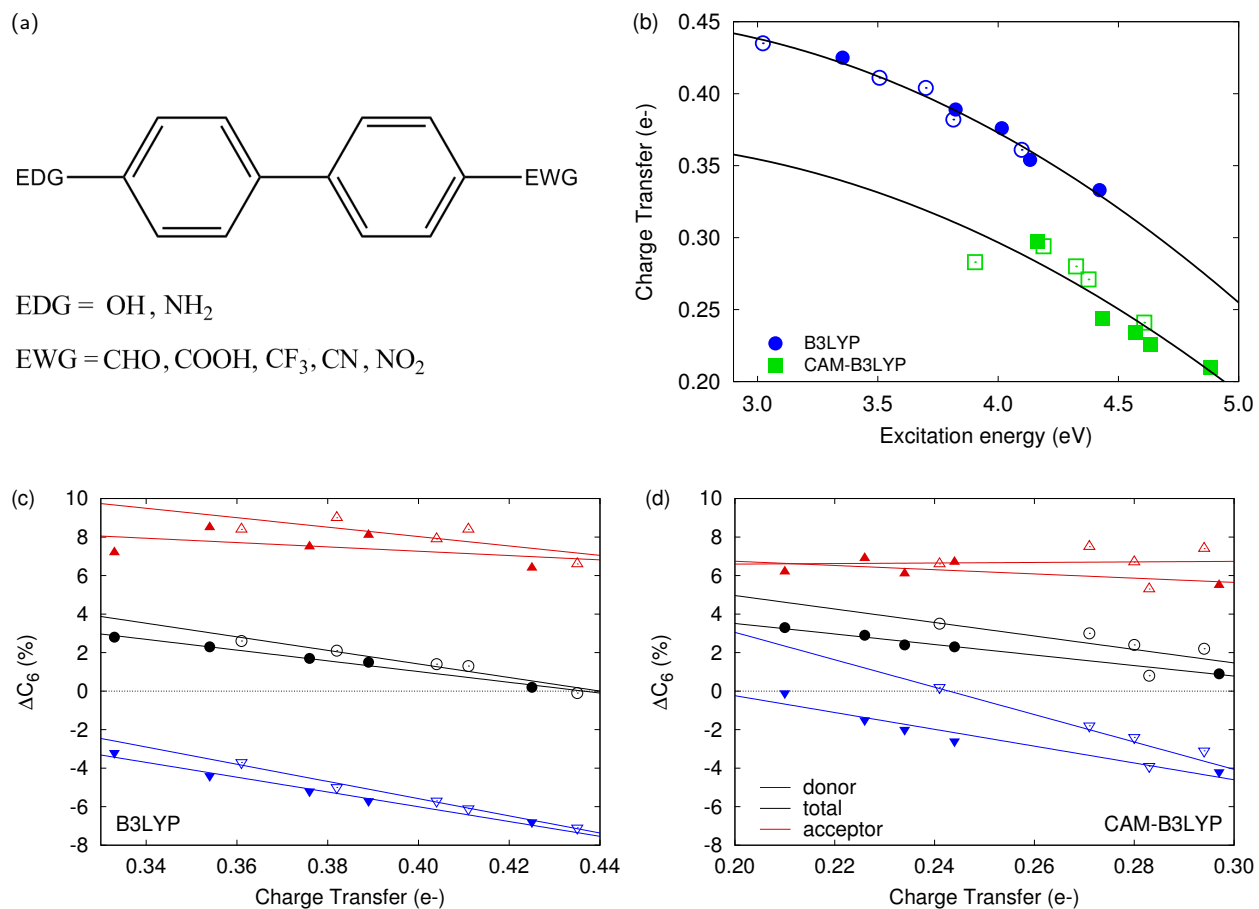 (a)
EDG
EWG
EDG = OH, NH2
EWG = CHO, COOH, CF3, CN, NO2
(b)
Charge Transfer (e-)
0.45
0.40
0.35
0.30
0.25
0.20
B3LYP
CAM-B3LYP
3.0 3.5 4.0 4.5 5.0
Excitation energy (eV)
(c)
ΔC6 (%)
10
8
6
4
2
0
-2
-4
-6
-8
B3LYP
0.34 0.36 0.38 0.40 0.42 0.44
Charge Transfer (e-)
(d)
ΔC6 (%)
10
8
6
4
2
0
-2
-4
-6
-8
donor
total
acceptor
CAM-B3LYP
0.20 0.22 0.24 0.26 0.28 0.30
Charge Transfer (e-)